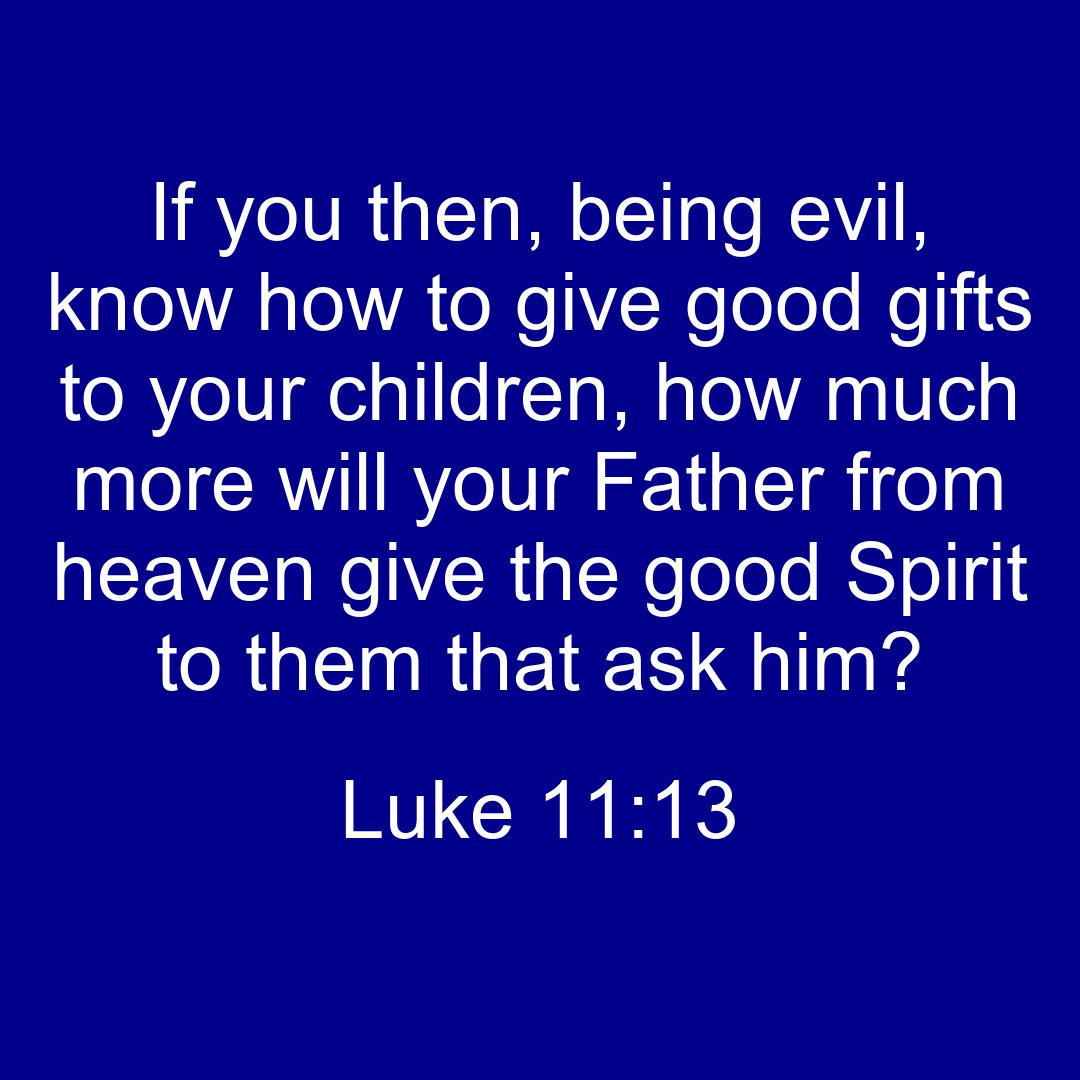 If you then, being evil,
know how to give good gifts
to your children, how much
more will your Father from
heaven give the good Spirit
to them that ask him?
Luke 11:13